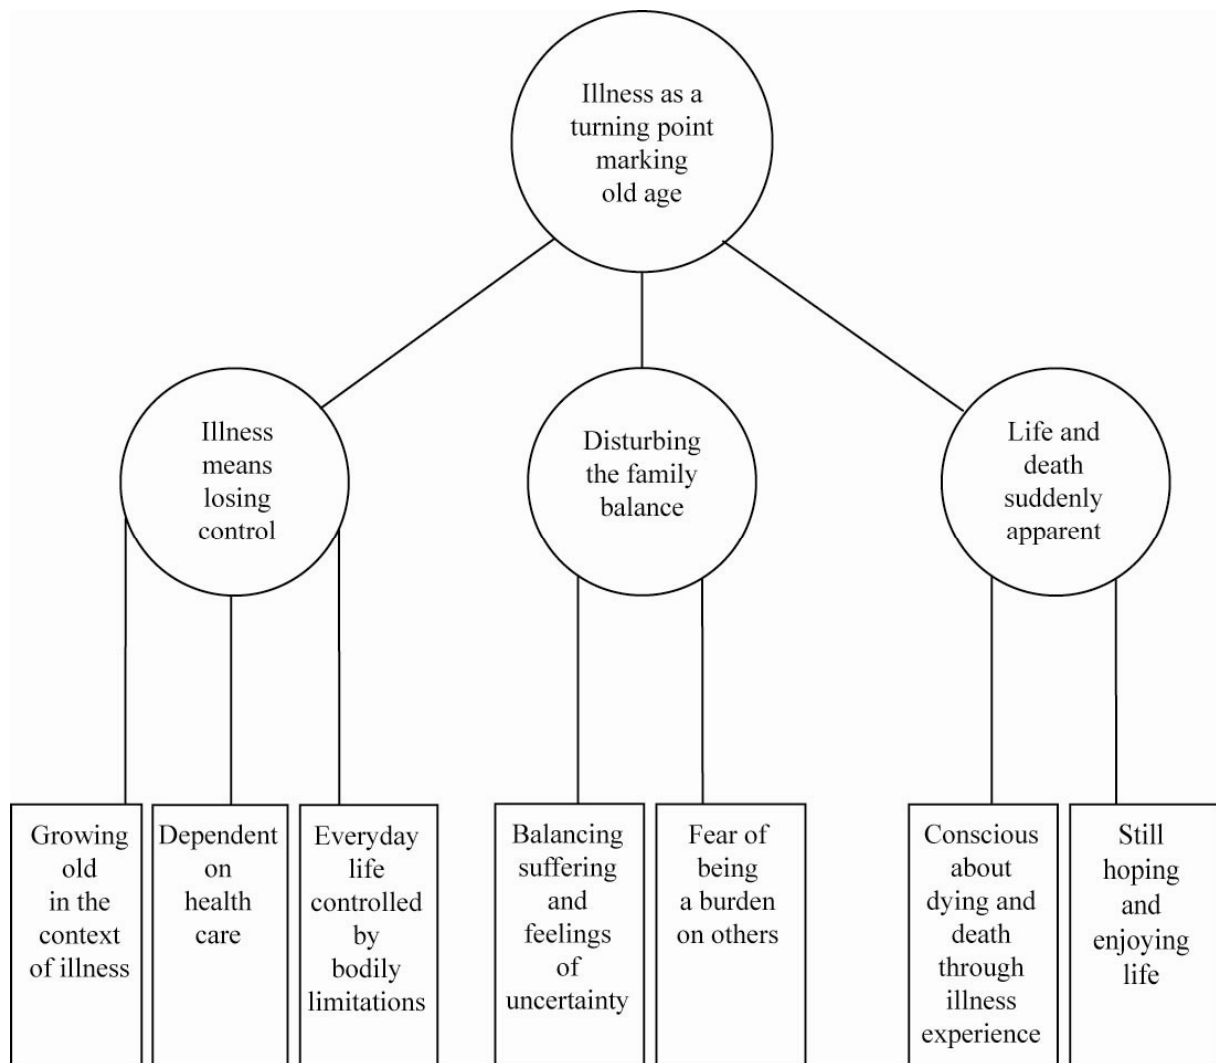 Illness as a
turning point
marking
old age
Illness
means
losing
control
Disturbing
the family
balance
Life and
death
suddenly
apparent
Growing
old
in the
context
of illness
Dependent
on
health
care
Everyday
life
controlled
by
bodily
limitations
Balancing
suffering
and
feelings
of
uncertainty
Fear of
being
a burden
on others
Conscious
about
dying and
death
through
illness
experience
Still
hoping
and
enjoying
life